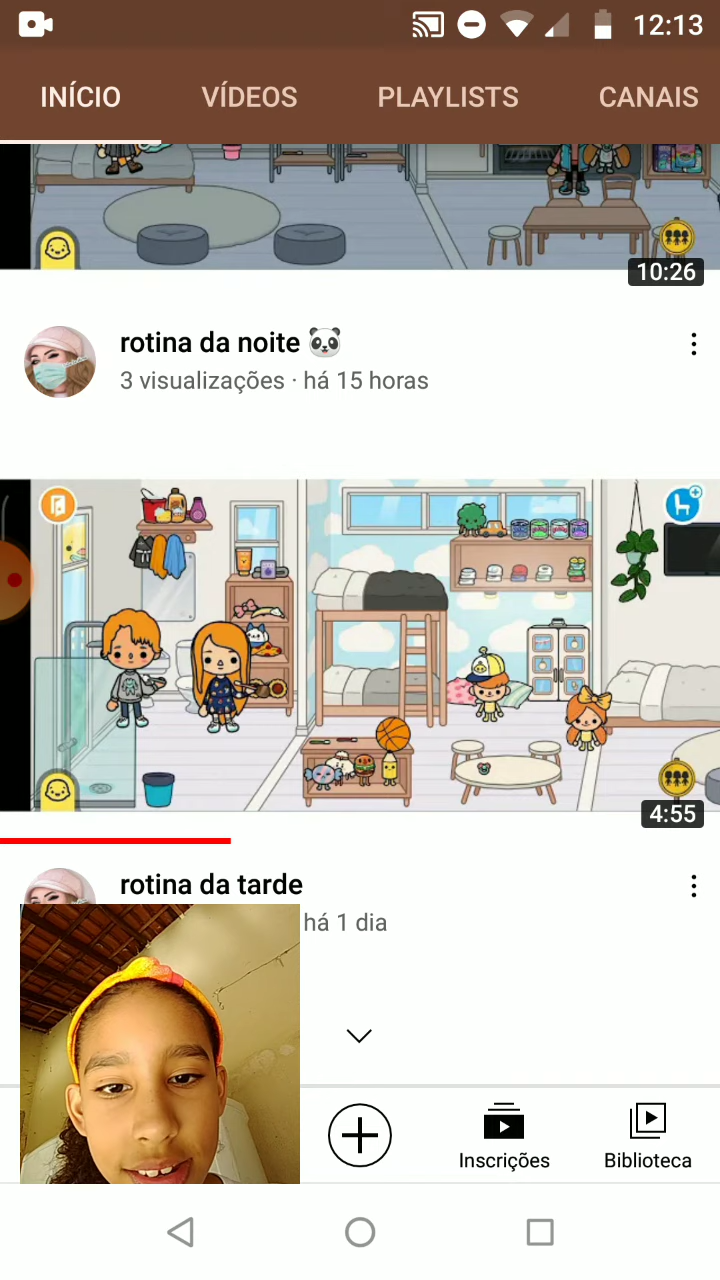 12:13
INÍCIO VÍDEOS PLAYLISTS CANAIS
10:26
rotina da noite 🐼
3 visualizações · há 15 horas
4:55
rotina da tarde
há 1 dia
Inscrições Biblioteca